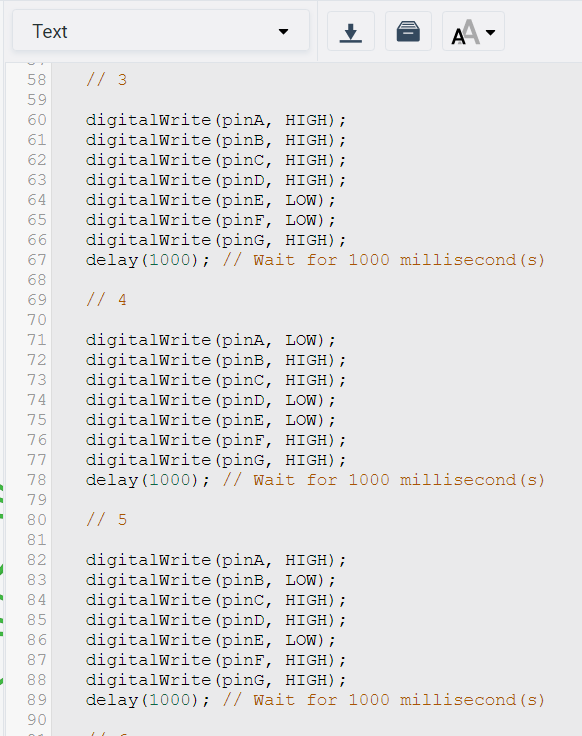 Text
58 // 3
59
60 digitalWrite(pinA, HIGH);
61 digitalWrite(pinB, HIGH);
62 digitalWrite(pinC, HIGH);
63 digitalWrite(pinD, HIGH);
64 digitalWrite(pinE, LOW);
65 digitalWrite(pinF, LOW);
66 digitalWrite(pinG, HIGH);
67 delay(1000); // Wait for 1000 millisecond(s)
68
69 // 4
70
71 digitalWrite(pinA, LOW);
72 digitalWrite(pinB, HIGH);
73 digitalWrite(pinC, HIGH);
74 digitalWrite(pinD, LOW);
75 digitalWrite(pinE, LOW);
76 digitalWrite(pinF, HIGH);
77 digitalWrite(pinG, HIGH);
78 delay(1000); // Wait for 1000 millisecond(s)
79
80 // 5
81
82 digitalWrite(pinA, HIGH);
83 digitalWrite(pinB, LOW);
84 digitalWrite(pinC, HIGH);
85 digitalWrite(pinD, HIGH);
86 digitalWrite(pinE, LOW);
87 digitalWrite(pinF, HIGH);
88 digitalWrite(pinG, HIGH);
89 delay(1000); // Wait for 1000 millisecond(s)
90